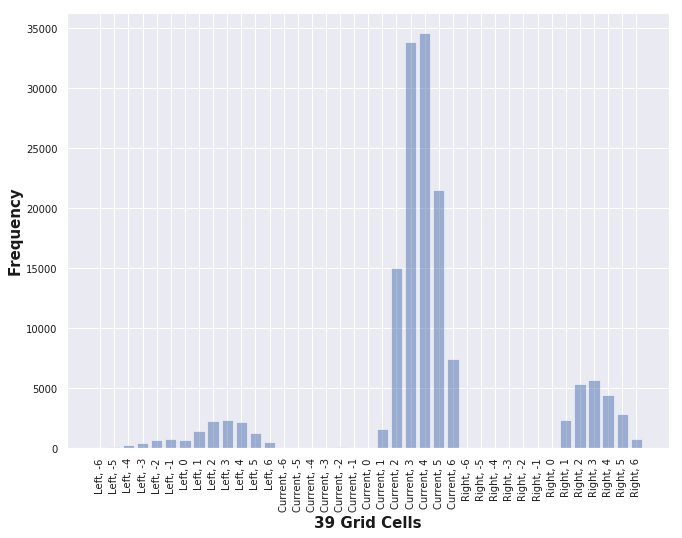 35000
30000
25000
20000
15000
10000
5000
0
Frequency
Left, -6
Left, -5
Left, -4
Left, -3
Left, -2
Left, -1
Left, 0
Left, 1
Left, 2
Left, 3
Left, 4
Left, 5
Left, 6
Current, -6
Current, -5
Current, -4
Current, -3
Current, -2
Current, -1
Current, 0
Current, 1
Current, 2
Current, 3
Current, 4
Current, 5
Current, 6
Right, -6
Right, -5
Right, -4
Right, -3
Right, -2
Right, -1
Right, 0
Right, 1
Right, 2
Right, 3
Right, 4
Right, 5
Right, 6
39 Grid Cells